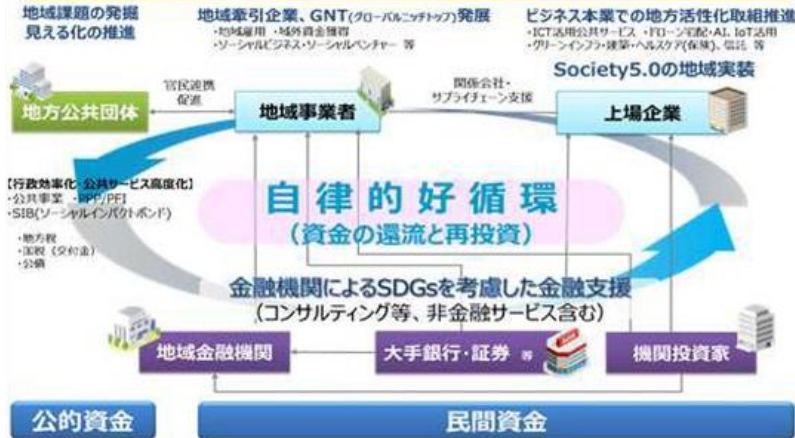 地域課題の発掘
見える化の推進
地域牽引企業、GNT(グローバルニッチトップ)発展
・地域雇用 ・域外資金獲得
・ソーシャルビジネス・ソーシャルベンチャー 等
ビジネス本業での地方活性化取組推進
・ICT活用公共サービス ・ドローン宅配・AI, IoT活用
・グリーンインフラ・建築・ヘルスケア(保険), 信託 等
Society5.0の地域実装
地方公共団体
官民連携
促進
地域事業者
関係会社・
サプライチェーン支援
上場企業
【行政効率化・公共サービス高度化】
・公共事業 ・PPP/PFI
・SIB(ソーシャルインパクトボンド)
・地方税
・国税（交付金）
・公債
自律的好循環
(資金の還流と再投資)
金融機関によるSDGsを考慮した金融支援
(コンサルティング等、非金融サービス含む)
地域金融機関
大手銀行・証券 等
機関投資家
公的資金
民間資金